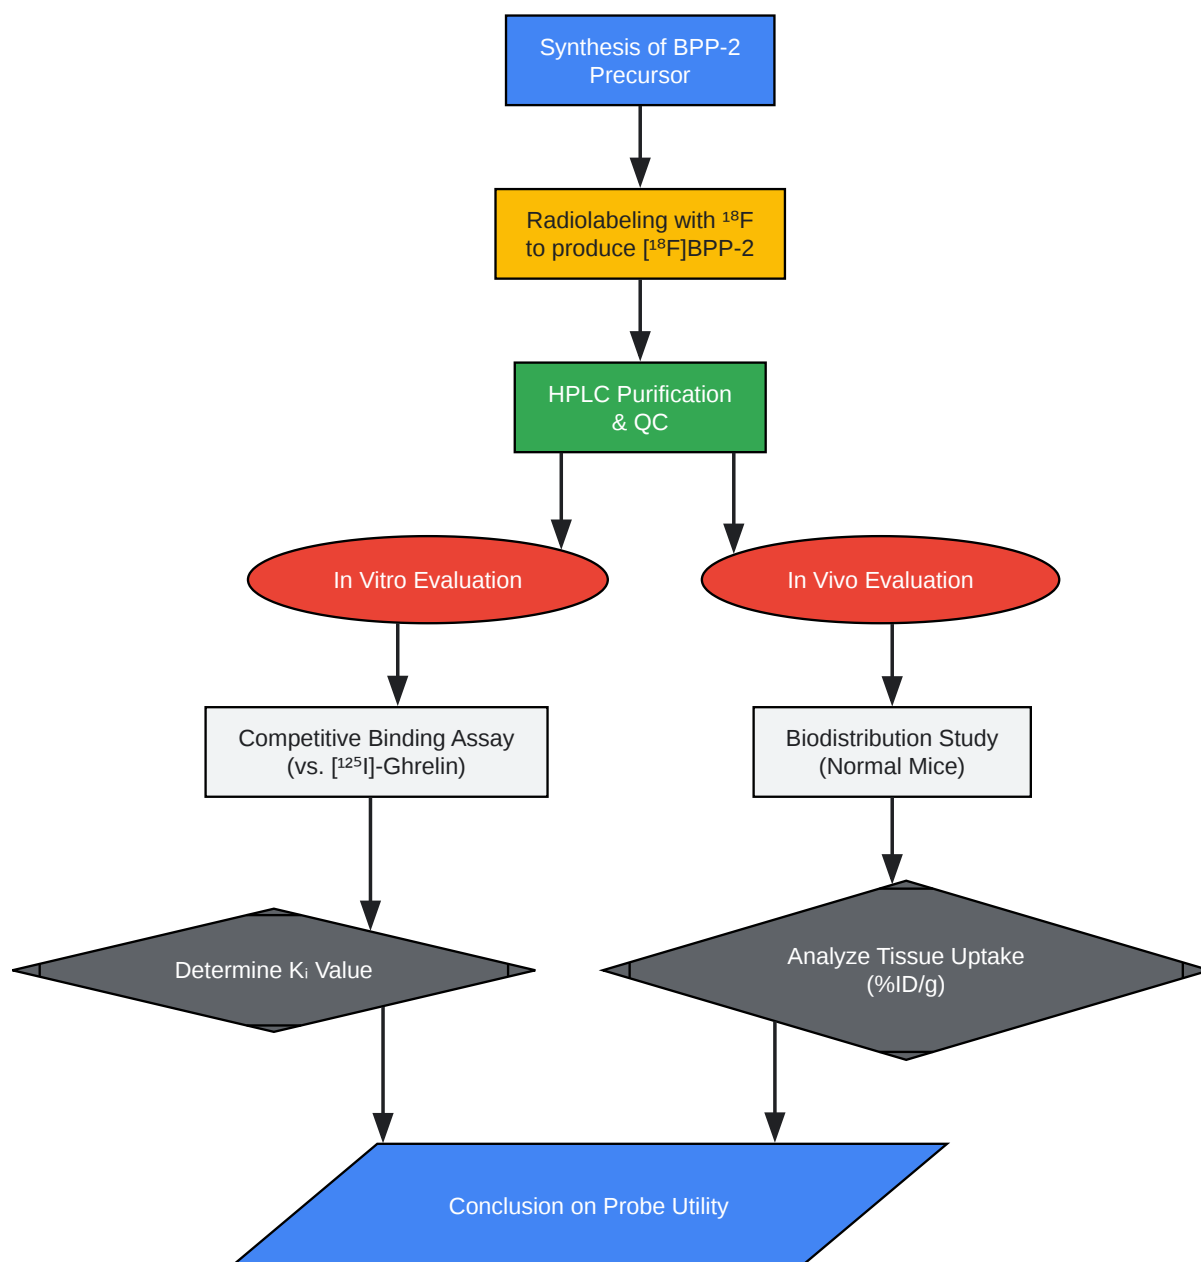 Synthesis of BPP-2
Precursor
Radiolabeling with ¹⁸F
to produce [¹⁸F]BPP-2
HPLC Purification
& QC
In Vitro Evaluation
In Vivo Evaluation
Competitive Binding Assay
(vs. [¹²⁵I]-Ghrelin)
Biodistribution Study
(Normal Mice)
Determine Kᵢ Value
Analyze Tissue Uptake
(%ID/g)
Conclusion on Probe Utility